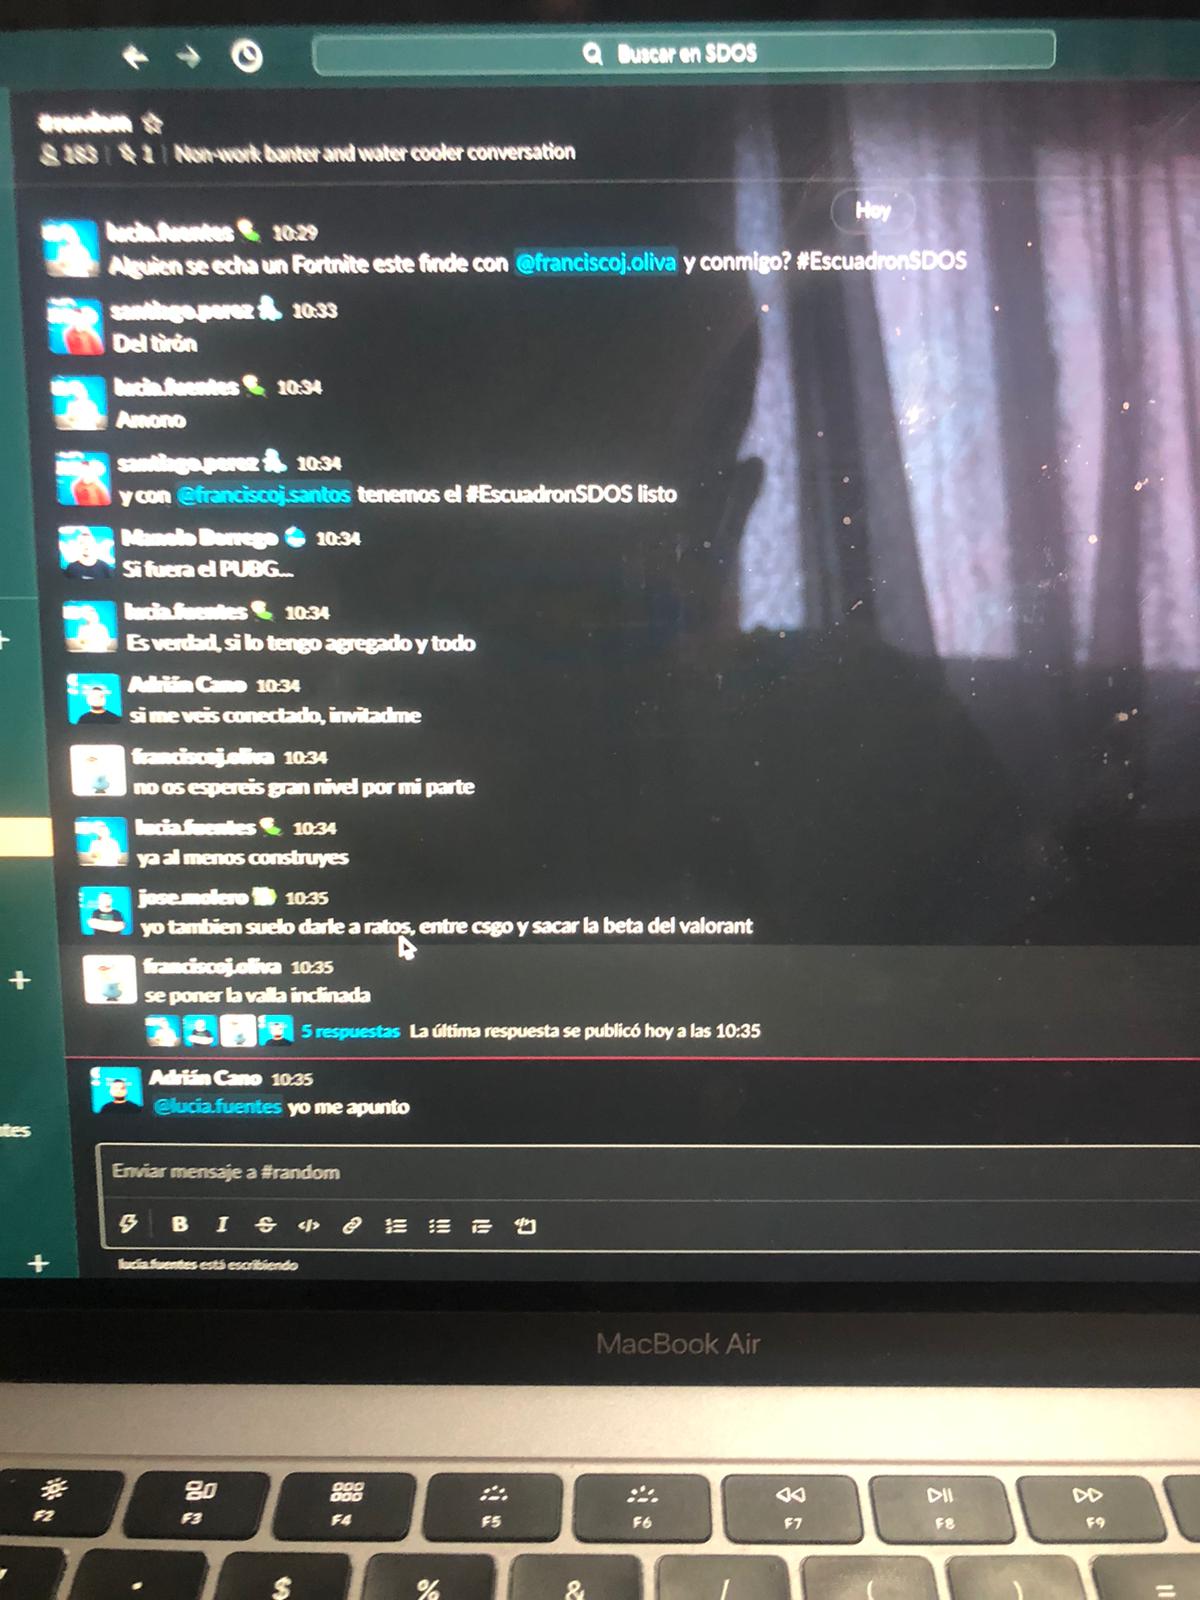 Buscar en SDOS
#random
183 | 1 | Non-work banter and water cooler conversation
Hoy
lucia.fuentes 10:29
Alguien se echa un Fortnite este finde con @franciscoj.oliva y conmigo? #EscuadronSDOS
santiago.perez 10:33
Del tirón
lucia.fuentes 10:34
Amono
santiago.perez 10:34
y con @franciscoj.santos tenemos el #EscuadronSDOS listo
Manolo Borrego 10:34
Si fuera el PUBG...
lucia.fuentes 10:34
Es verdad, si lo tengo agregado y todo
Adrián Cano 10:34
si me veis conectado, invitadme
franciscoj.oliva 10:34
no os espereis gran nivel por mi parte
lucia.fuentes 10:34
ya al menos construyes
jose.molero 10:35
yo tambien suelo darle a ratos, entre csgo y sacar la beta del valorant
franciscoj.oliva 10:35
se poner la valla inclinada
5 respuestas La última respuesta se publicó hoy a las 10:35
Adrián Cano 10:35
@lucia.fuentes yo me apunto
tes
Enviar mensaje a #random
B I S </>
lucia.fuentes está escribiendo
MacBook Air
F2 F3 F4 F5 F6 F7 F8 F9
. $ % & / ( ) =